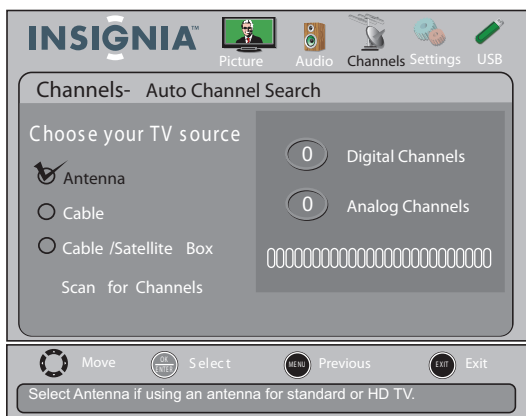 INSIGNIA™
Picture Audio Channels Settings USB
Channels- Auto Channel Search
Choose your TV source
Antenna
Cable
Cable /Satellite Box
Scan for Channels
0 Digital Channels
0 Analog Channels
Move OK ENTER Select MENU Previous EXIT Exit
Select Antenna if using an antenna for standard or HD TV.